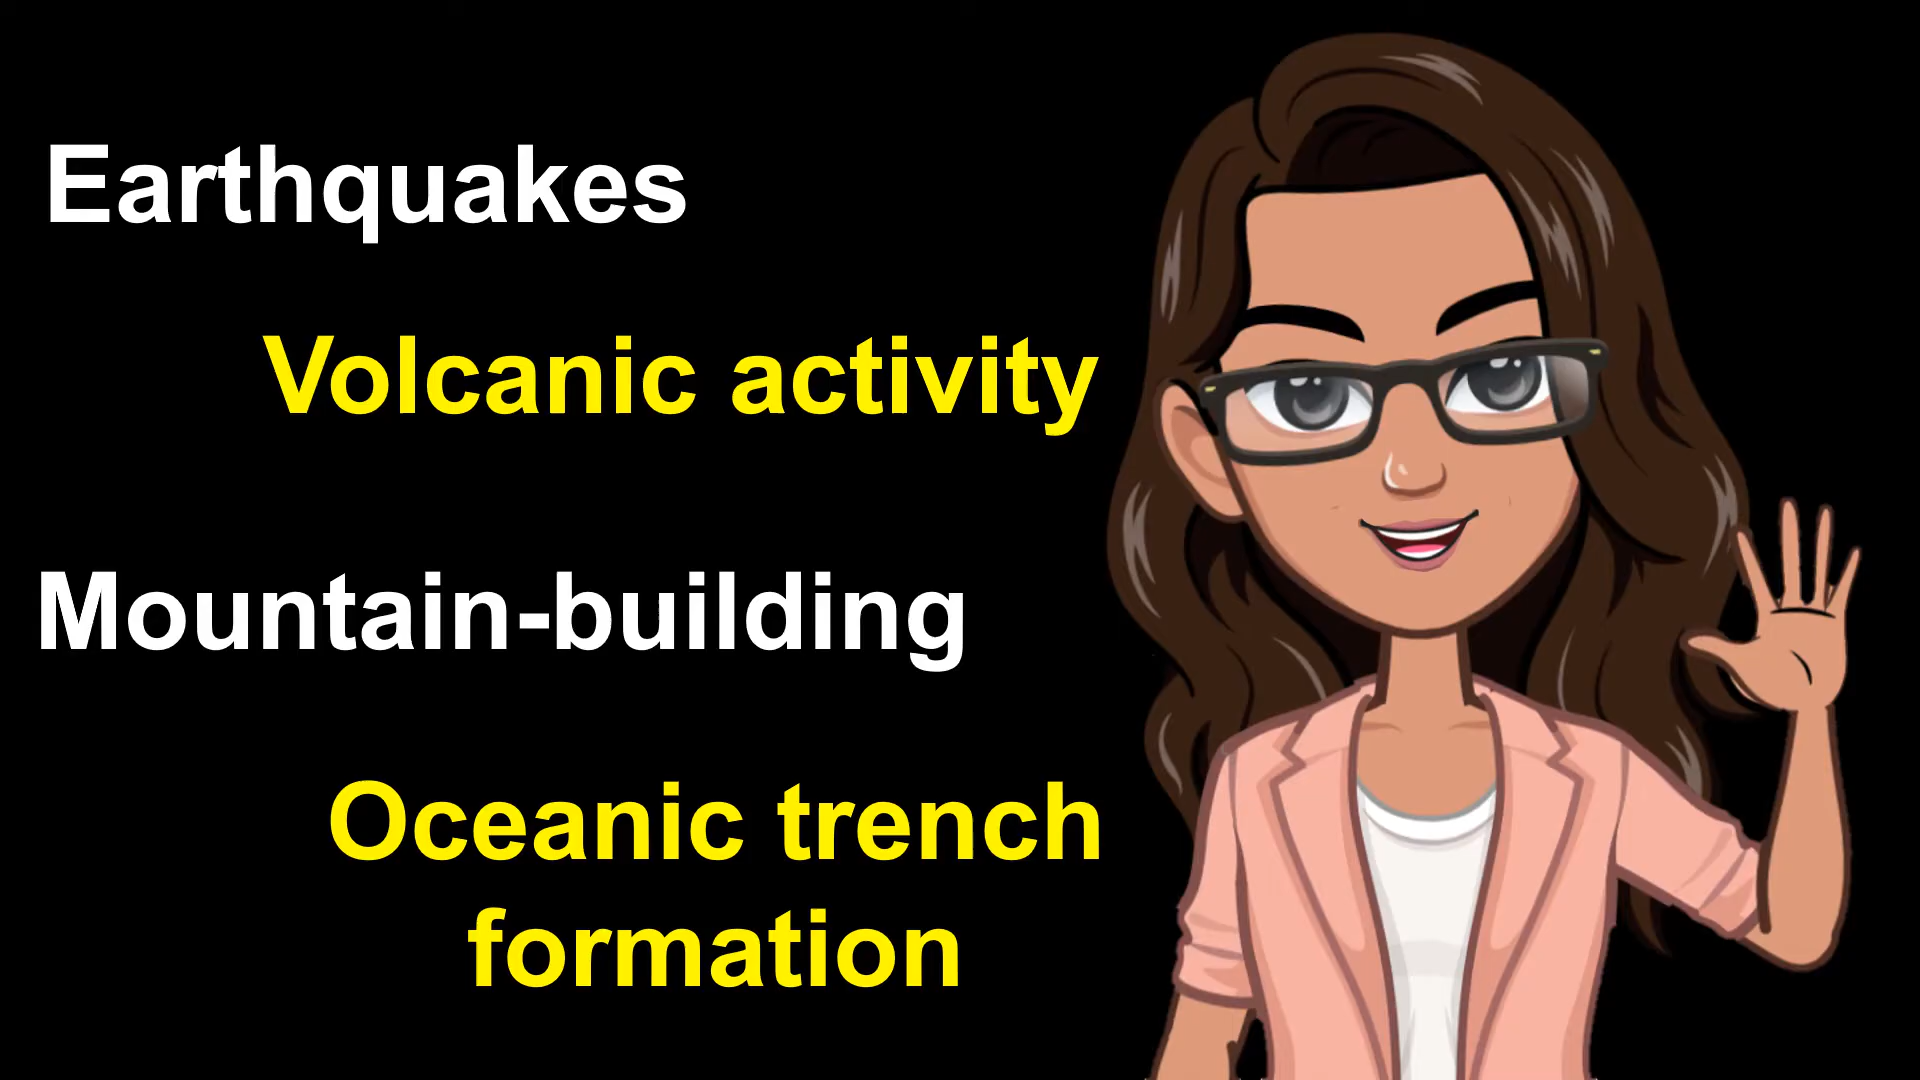 Earthquakes
Volcanic activity
Mountain-building
Oceanic trench
formation